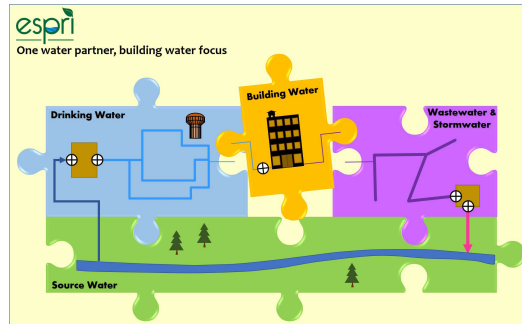 espri
One water partner, building water focus
Building Water
Drinking Water
Wastewater &
Stormwater
Source Water